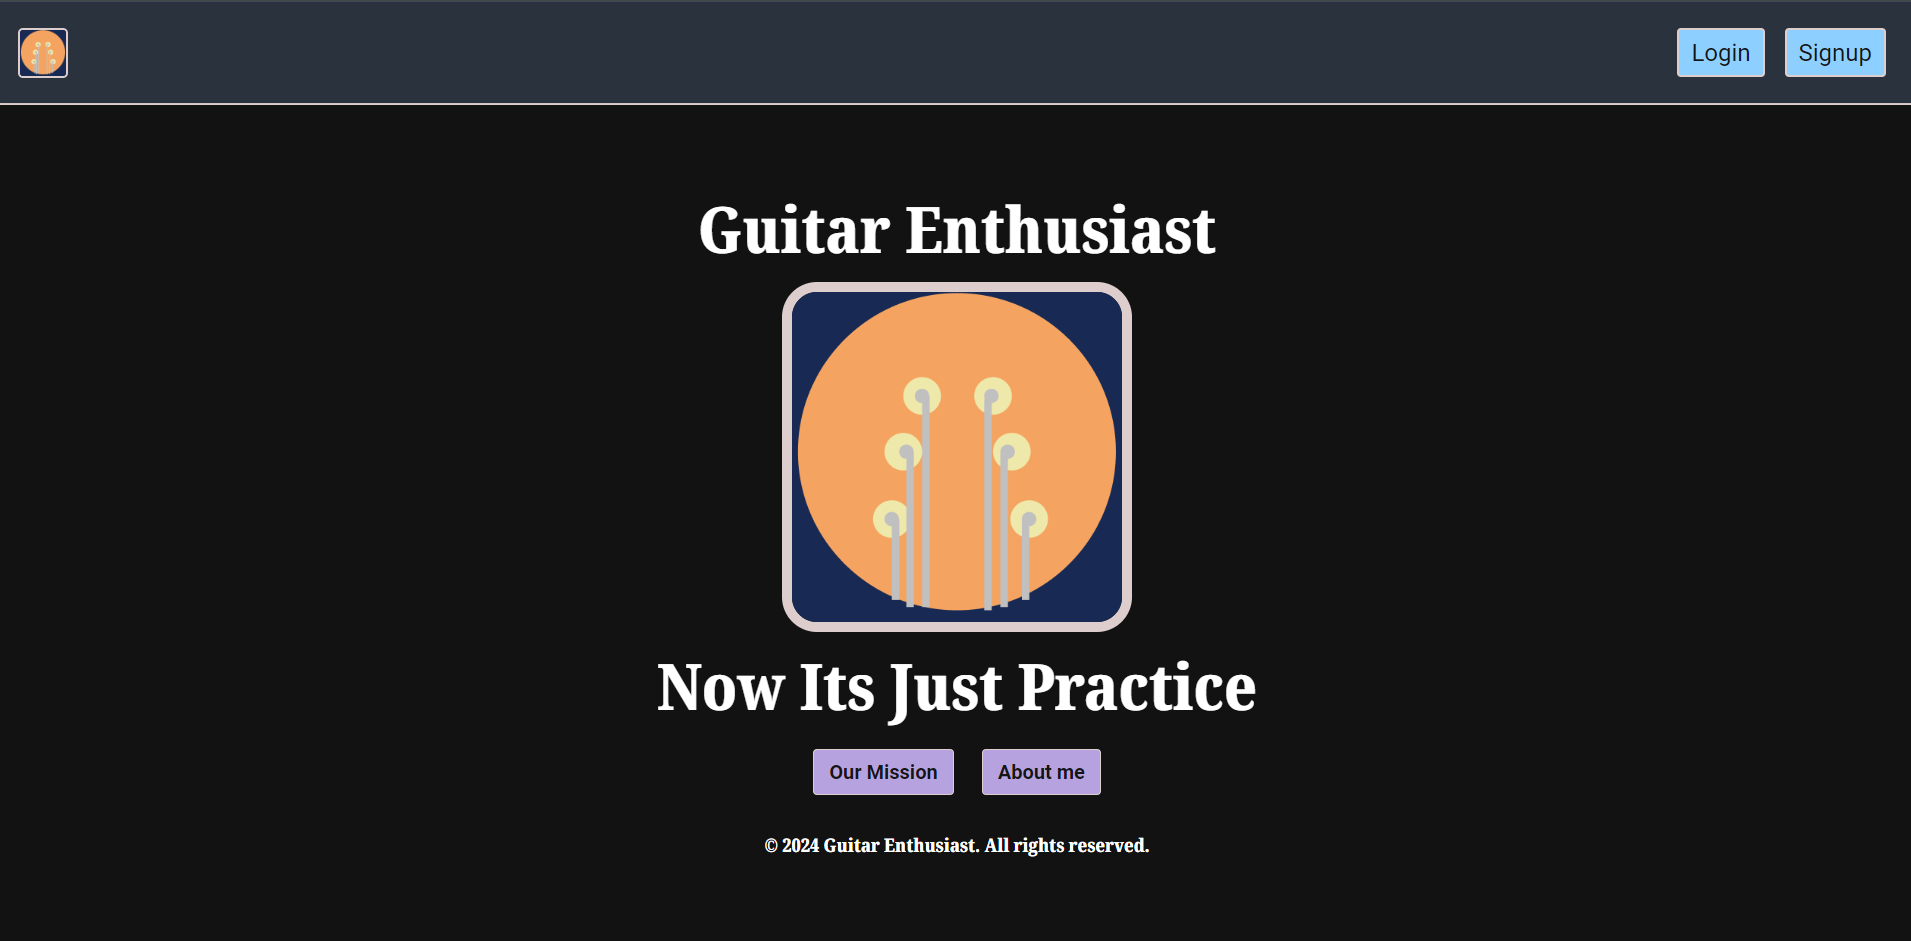 Login
Signup
Guitar Enthusiast
Now Its Just Practice
Our Mission
About me
© 2024 Guitar Enthusiast. All rights reserved.